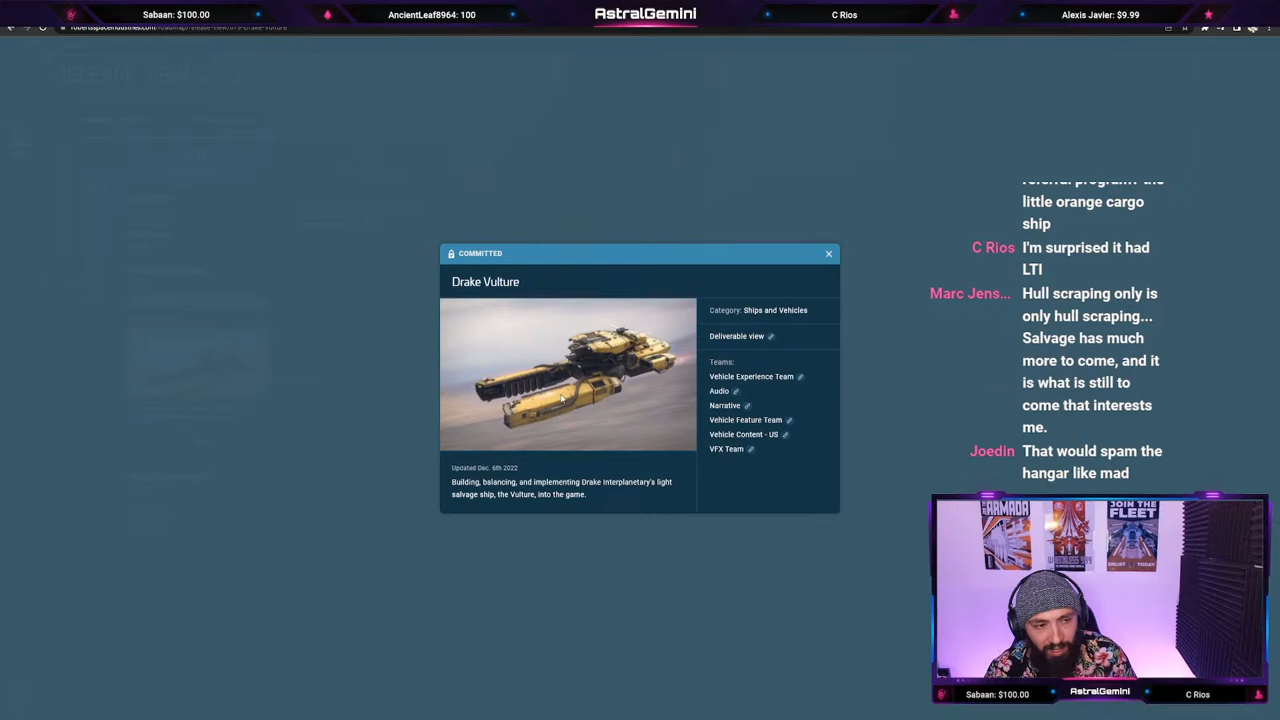 Sabaan: $100.00
AncientLeaf8964: 100
AstralGemini
C Rios
Alexis Javier: $9.99
COMMITTED
Drake Vulture
Category: Ships and Vehicles
Deliverable view
Teams:
Vehicle Experience Team
Audio
Narrative
Vehicle Feature Team
Vehicle Content - US
VFX Team
Updated Dec. 6th 2022
Building, balancing, and implementing Drake Interplanetary's light
salvage ship, the Vulture, into the game.
little orange cargo
ship
C Rios I'm surprised it had
LTI
Marc Jens... Hull scraping only is
only hull scraping...
Salvage has much
more to come, and it
is what is still to
come that interests
me.
Joedin That would spam the
hangar like mad
ARMADA
JOIN THE
FLEET
ENLIST TODAY
Sabaan: $100.00
AstralGemini
C Rios